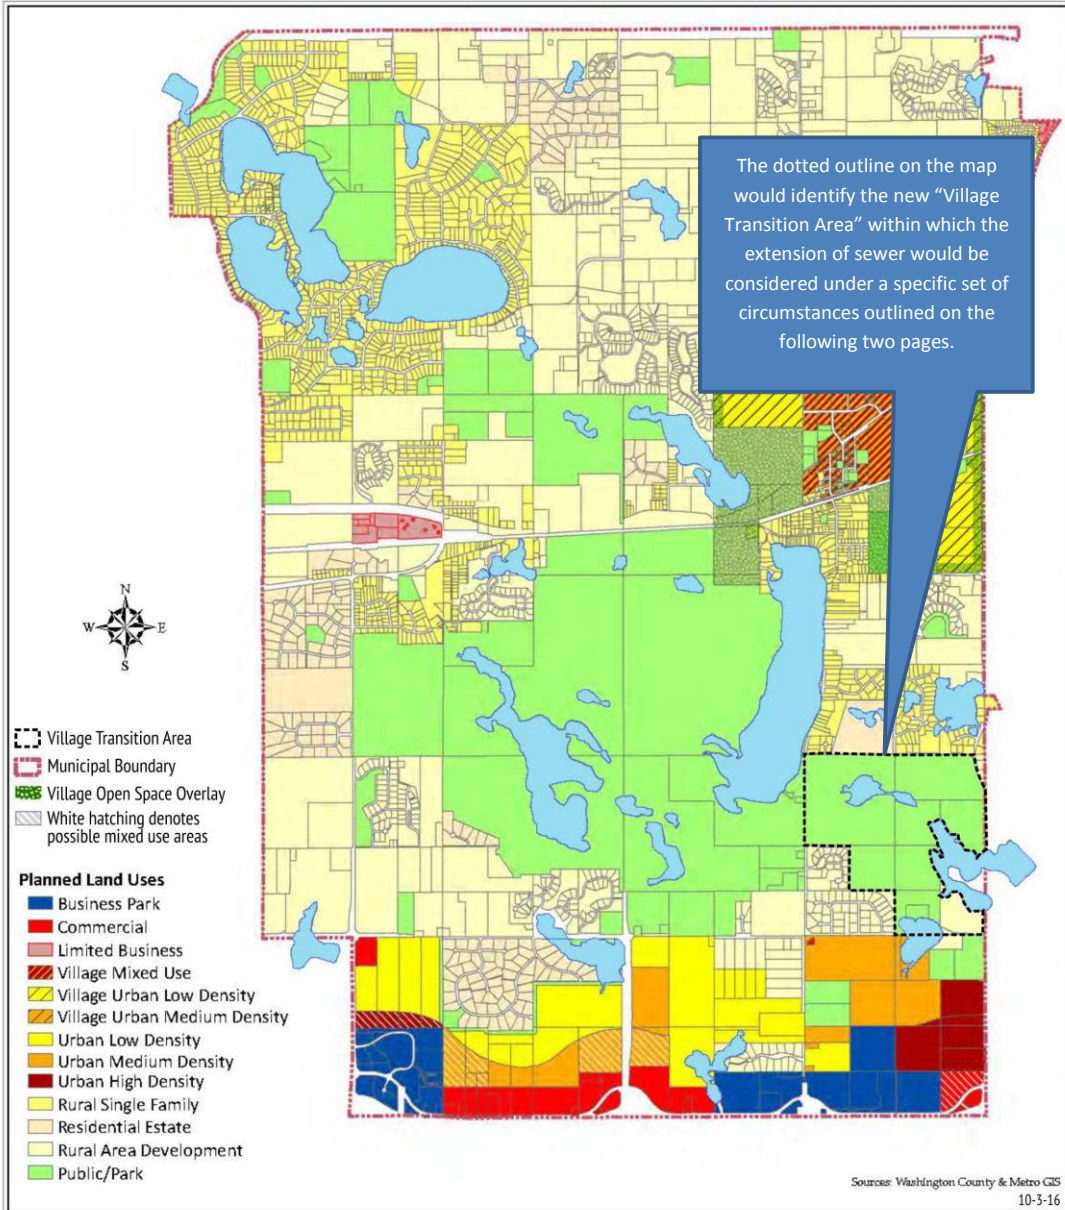 The dotted outline on the map
would identify the new “Village
Transition Area” within which the
extension of sewer would be
considered under a specific set of
circumstances outlined on the
following two pages.
N
W
E
S
Village Transition Area
Municipal Boundary
Village Open Space Overlay
White hatching denotes
possible mixed use areas
Planned Land Uses
Business Park
Commercial
Limited Business
Village Mixed Use
Village Urban Low Density
Village Urban Medium Density
Urban Low Density
Urban Medium Density
Urban High Density
Rural Single Family
Residential Estate
Rural Area Development
Public/Park
Sources: Washington County & Metro GIS
10-3-16